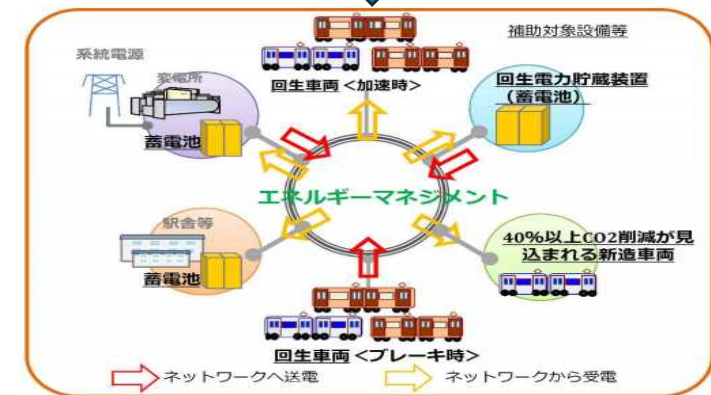 補助対象設備等
系統電源
変電所
蓄電池
回生車両<加速時>
回生電力貯蔵装置
(蓄電池)
エネルギーマネジメント
駅舎等
蓄電池
40%以上CO2削減が見
込まれる新造車両
回生車両<ブレーキ時>
ネットワークへ送電
ネットワークから受電